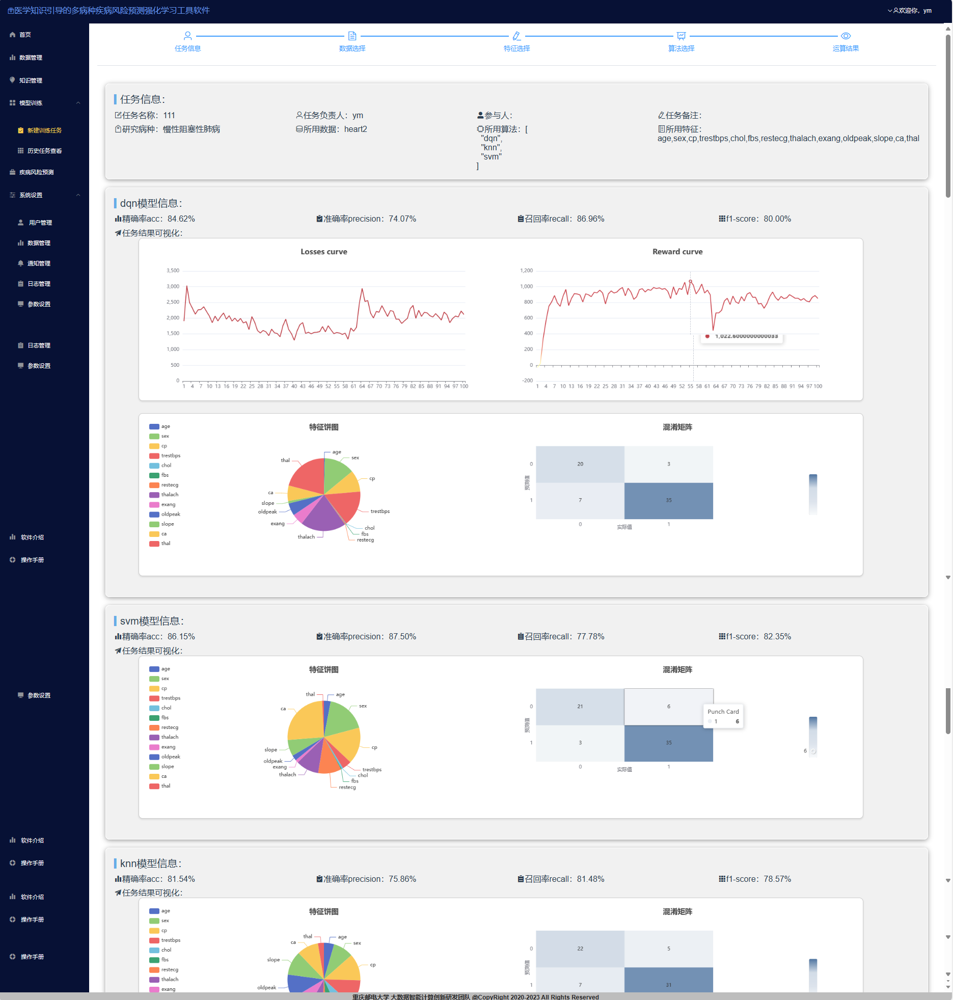 医学知识引导的多病种疾病风险预测强化学习工具软件
欢迎你，ym
首页
数据管理
知识管理
模型训练
新建训练任务
历史任务查看
疾病风险预测
系统设置
用户管理
数据管理
通知管理
日志管理
参数设置
日志管理
参数设置
软件介绍
操作手册
参数设置
软件介绍
操作手册
软件介绍
操作手册
操作手册
任务信息 数据选择 特征选择 算法选择 运算结果
任务信息：
任务名称：111 任务负责人：ym 参与人： 任务备注：
研究病种：慢性阻塞性肺病 所用数据：heart2 所用算法：[ 所用特征：
"dqn", age,sex,cp,trestbps,chol,fbs,restecg,thalach,exang,oldpeak,slope,ca,thal
"knn",
"svm"
]
dqn模型信息：
精确率acc：84.62% 准确率precision：74.07% 召回率recall：86.96% f1-score：80.00%
任务结果可视化：
Losses curve
3,500
3,000
2,500
2,000
1,500
1,000
500
0
1 4 7 10 13 16 19 22 25 28 31 34 37 40 43 46 49 52 55 58 61 64 67 70 73 76 79 82 85 88 91 94 97 100
Reward curve
1,200
1,000
800
600
400
200
0
-200
1,022.6000000000033
1 4 7 10 13 16 19 22 25 28 31 34 37 40 43 46 49 52 55 58 61 64 67 70 73 76 79 82 85 88 91 94 97 100
age
sex
cp
trestbps
chol
fbs
restecg
thalach
exang
oldpeak
slope
ca
thal
特征饼图
age
sex
cp
trestbps
chol
fbs
restecg
thalach
exang
oldpeak
slope
ca
thal
混淆矩阵
预测值
0 20 3
1 7 35
0 1
实际值
svm模型信息：
精确率acc：86.15% 准确率precision：87.50% 召回率recall：77.78% f1-score：82.35%
任务结果可视化：
age
sex
cp
trestbps
chol
fbs
restecg
thalach
exang
oldpeak
slope
ca
thal
特征饼图
age
sex
cp
trestbps
chol
fbs
restecg
thalach
exang
oldpeak
slope
ca
thal
混淆矩阵
预测值
0 21 6
1 3 35
0 1
实际值
Punch Card
1 6
6
knn模型信息：
精确率acc：81.54% 准确率precision：75.86% 召回率recall：81.48% f1-score：78.57%
任务结果可视化：
age
sex
cp
trestbps
chol
fbs
restecg
thalach
exang
特征饼图
thal
age
ca
sex
slope
cp
oldpeak
混淆矩阵
预测值
0 22 5
1 7 31
重庆邮电大学 大数据智能计算创新研发团队 @CopyRight 2020-2023 All Rights Reserved